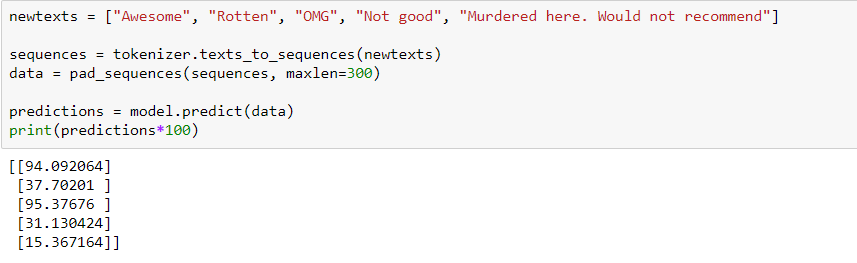 newtexts = ["Awesome", "Rotten", "OMG", "Not good", "Murdered here. Would not recommend"]
sequences = tokenizer.texts_to_sequences(newtexts)
data = pad_sequences(sequences, maxlen=300)
predictions = model.predict(data)
print(predictions*100)
[[94.092064]
[37.70201 ]
[95.37676 ]
[31.130424]
[15.367164]]